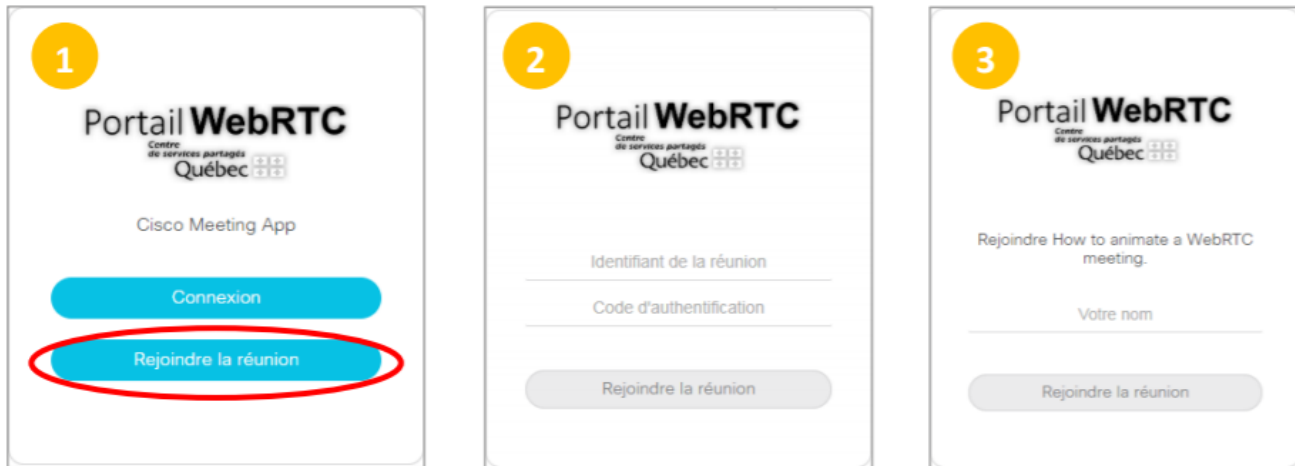 1
Portail WebRTC
Centre
de services partagés
Québec
Cisco Meeting App
Connexion
Rejoindre la réunion
2
Portail WebRTC
Centre
de services partagés
Québec
Identifiant de la réunion
Code d'authentification
Rejoindre la réunion
3
Portail WebRTC
Centre
de services partagés
Québec
Rejoindre How to animate a WebRTC
meeting.
Votre nom
Rejoindre la réunion